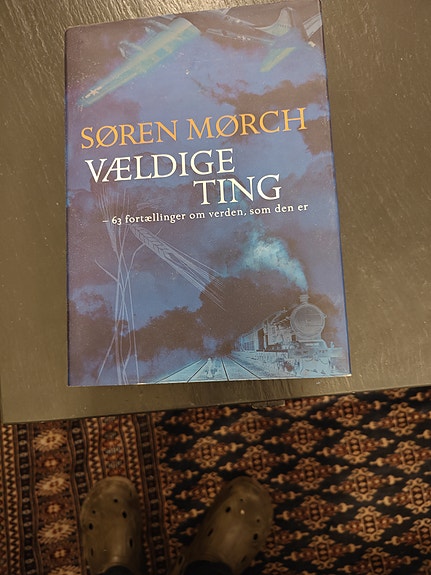 SØREN MØRCH
VÆLDIGE
TING
– 63 fortællinger om verden, som den er